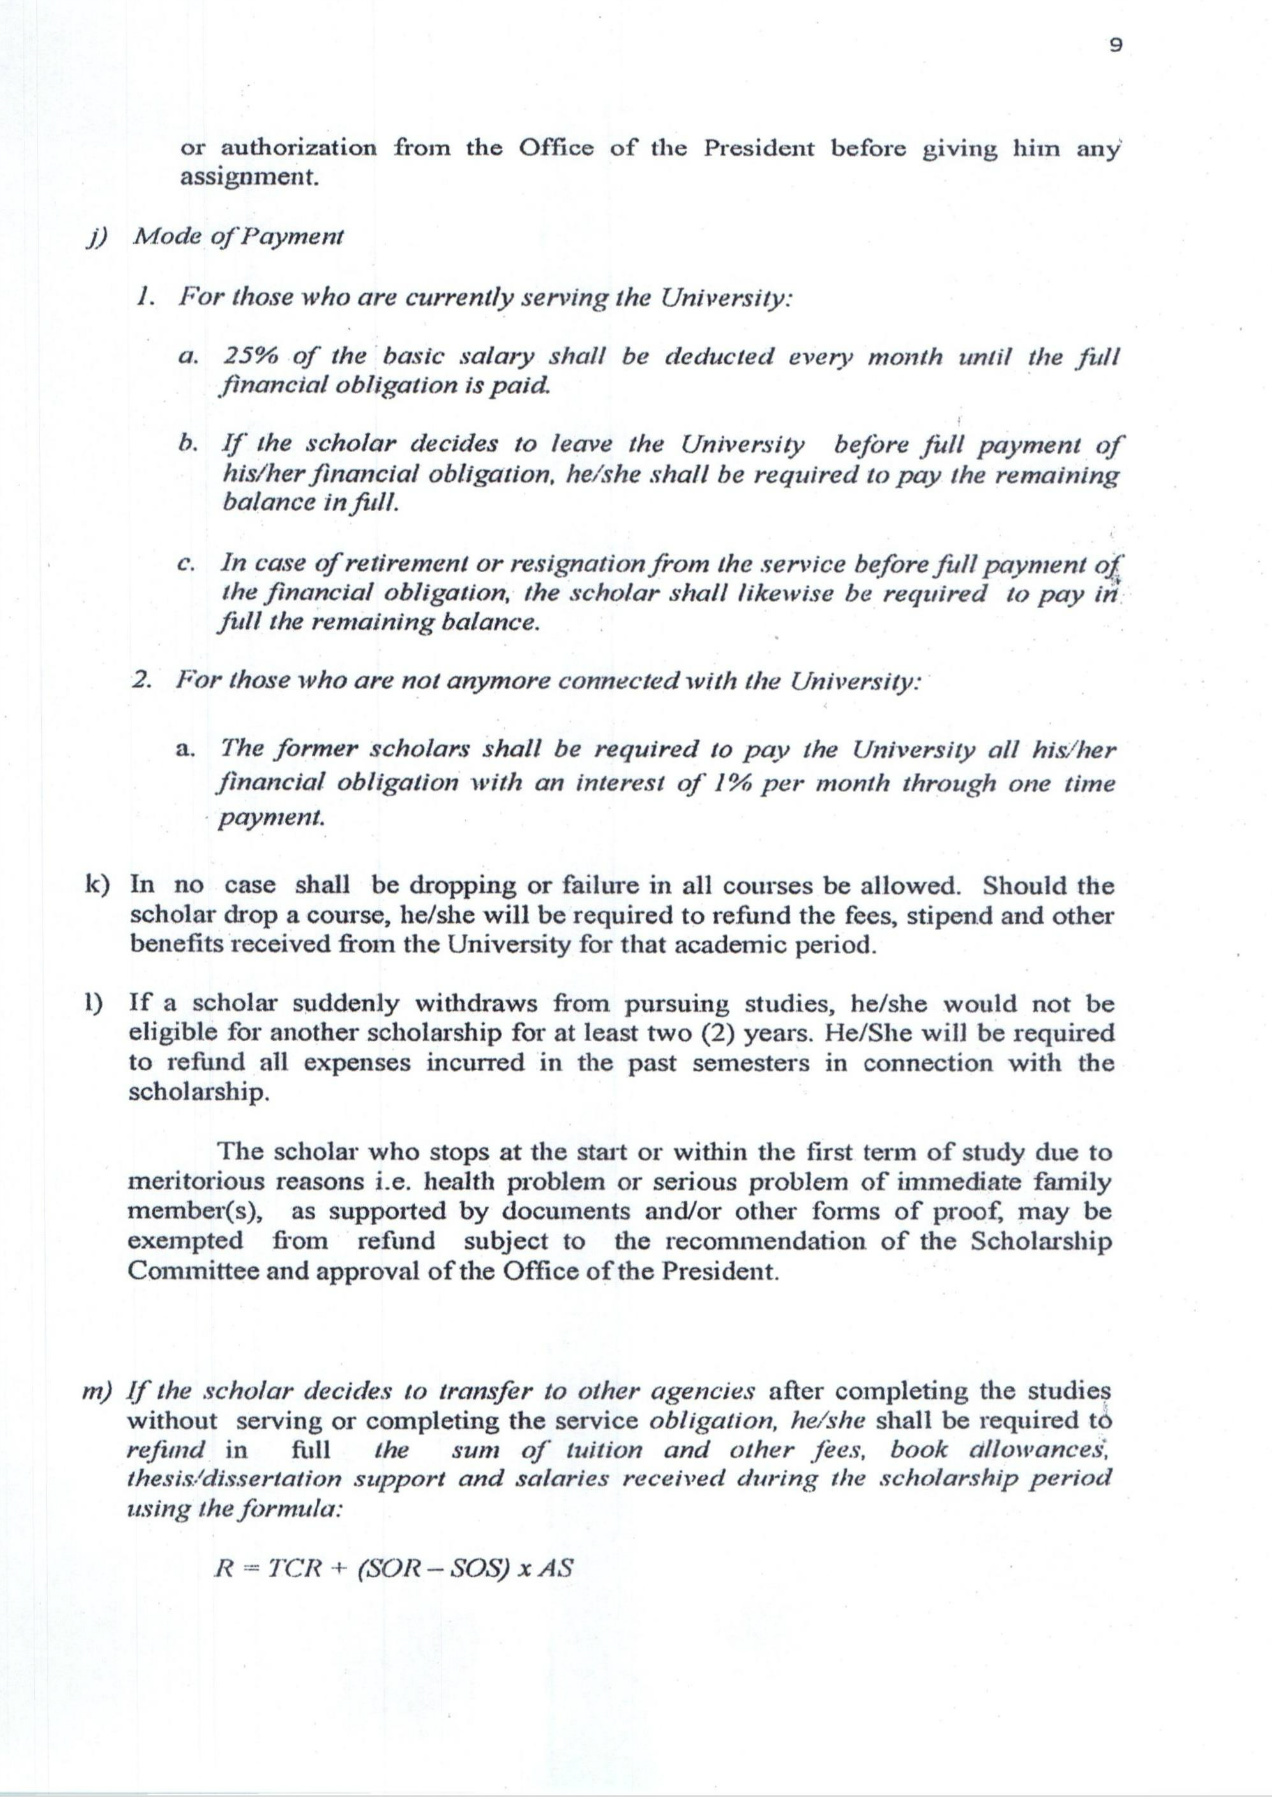 9
or authorization from the Office of the President before giving him any
assignment.
j) Mode of Payment
1. For those who are currently serving the University:
a. 25% of the basic salary shall be deducted every month until the full
financial obligation is paid.
b. If the scholar decides to leave the University before full payment of
his/her financial obligation, he/she shall be required to pay the remaining
balance in full.
c. In case of retirement or resignation from the service before full payment of
the financial obligation, the scholar shall likewise be required to pay in
full the remaining balance.
2. For those who are not anymore connected with the University:
a. The former scholars shall be required to pay the University all his/her
financial obligation with an interest of 1% per month through one time
payment.
k) In no case shall be dropping or failure in all courses be allowed. Should the
scholar drop a course, he/she will be required to refund the fees, stipend and other
benefits received from the University for that academic period.
l) If a scholar suddenly withdraws from pursuing studies, he/she would not be
eligible for another scholarship for at least two (2) years. He/She will be required
to refund all expenses incurred in the past semesters in connection with the
scholarship.
The scholar who stops at the start or within the first term of study due to
meritorious reasons i.e. health problem or serious problem of immediate family
member(s), as supported by documents and/or other forms of proof, may be
exempted from refund subject to the recommendation of the Scholarship
Committee and approval of the Office of the President.
m) If the scholar decides to transfer to other agencies after completing the studies
without serving or completing the service obligation, he/she shall be required to
refund in full the sum of tuition and other fees, book allowances,
thesis/dissertation support and salaries received during the scholarship period
using the formula:
R = TCR + (SOR – SOS) x AS